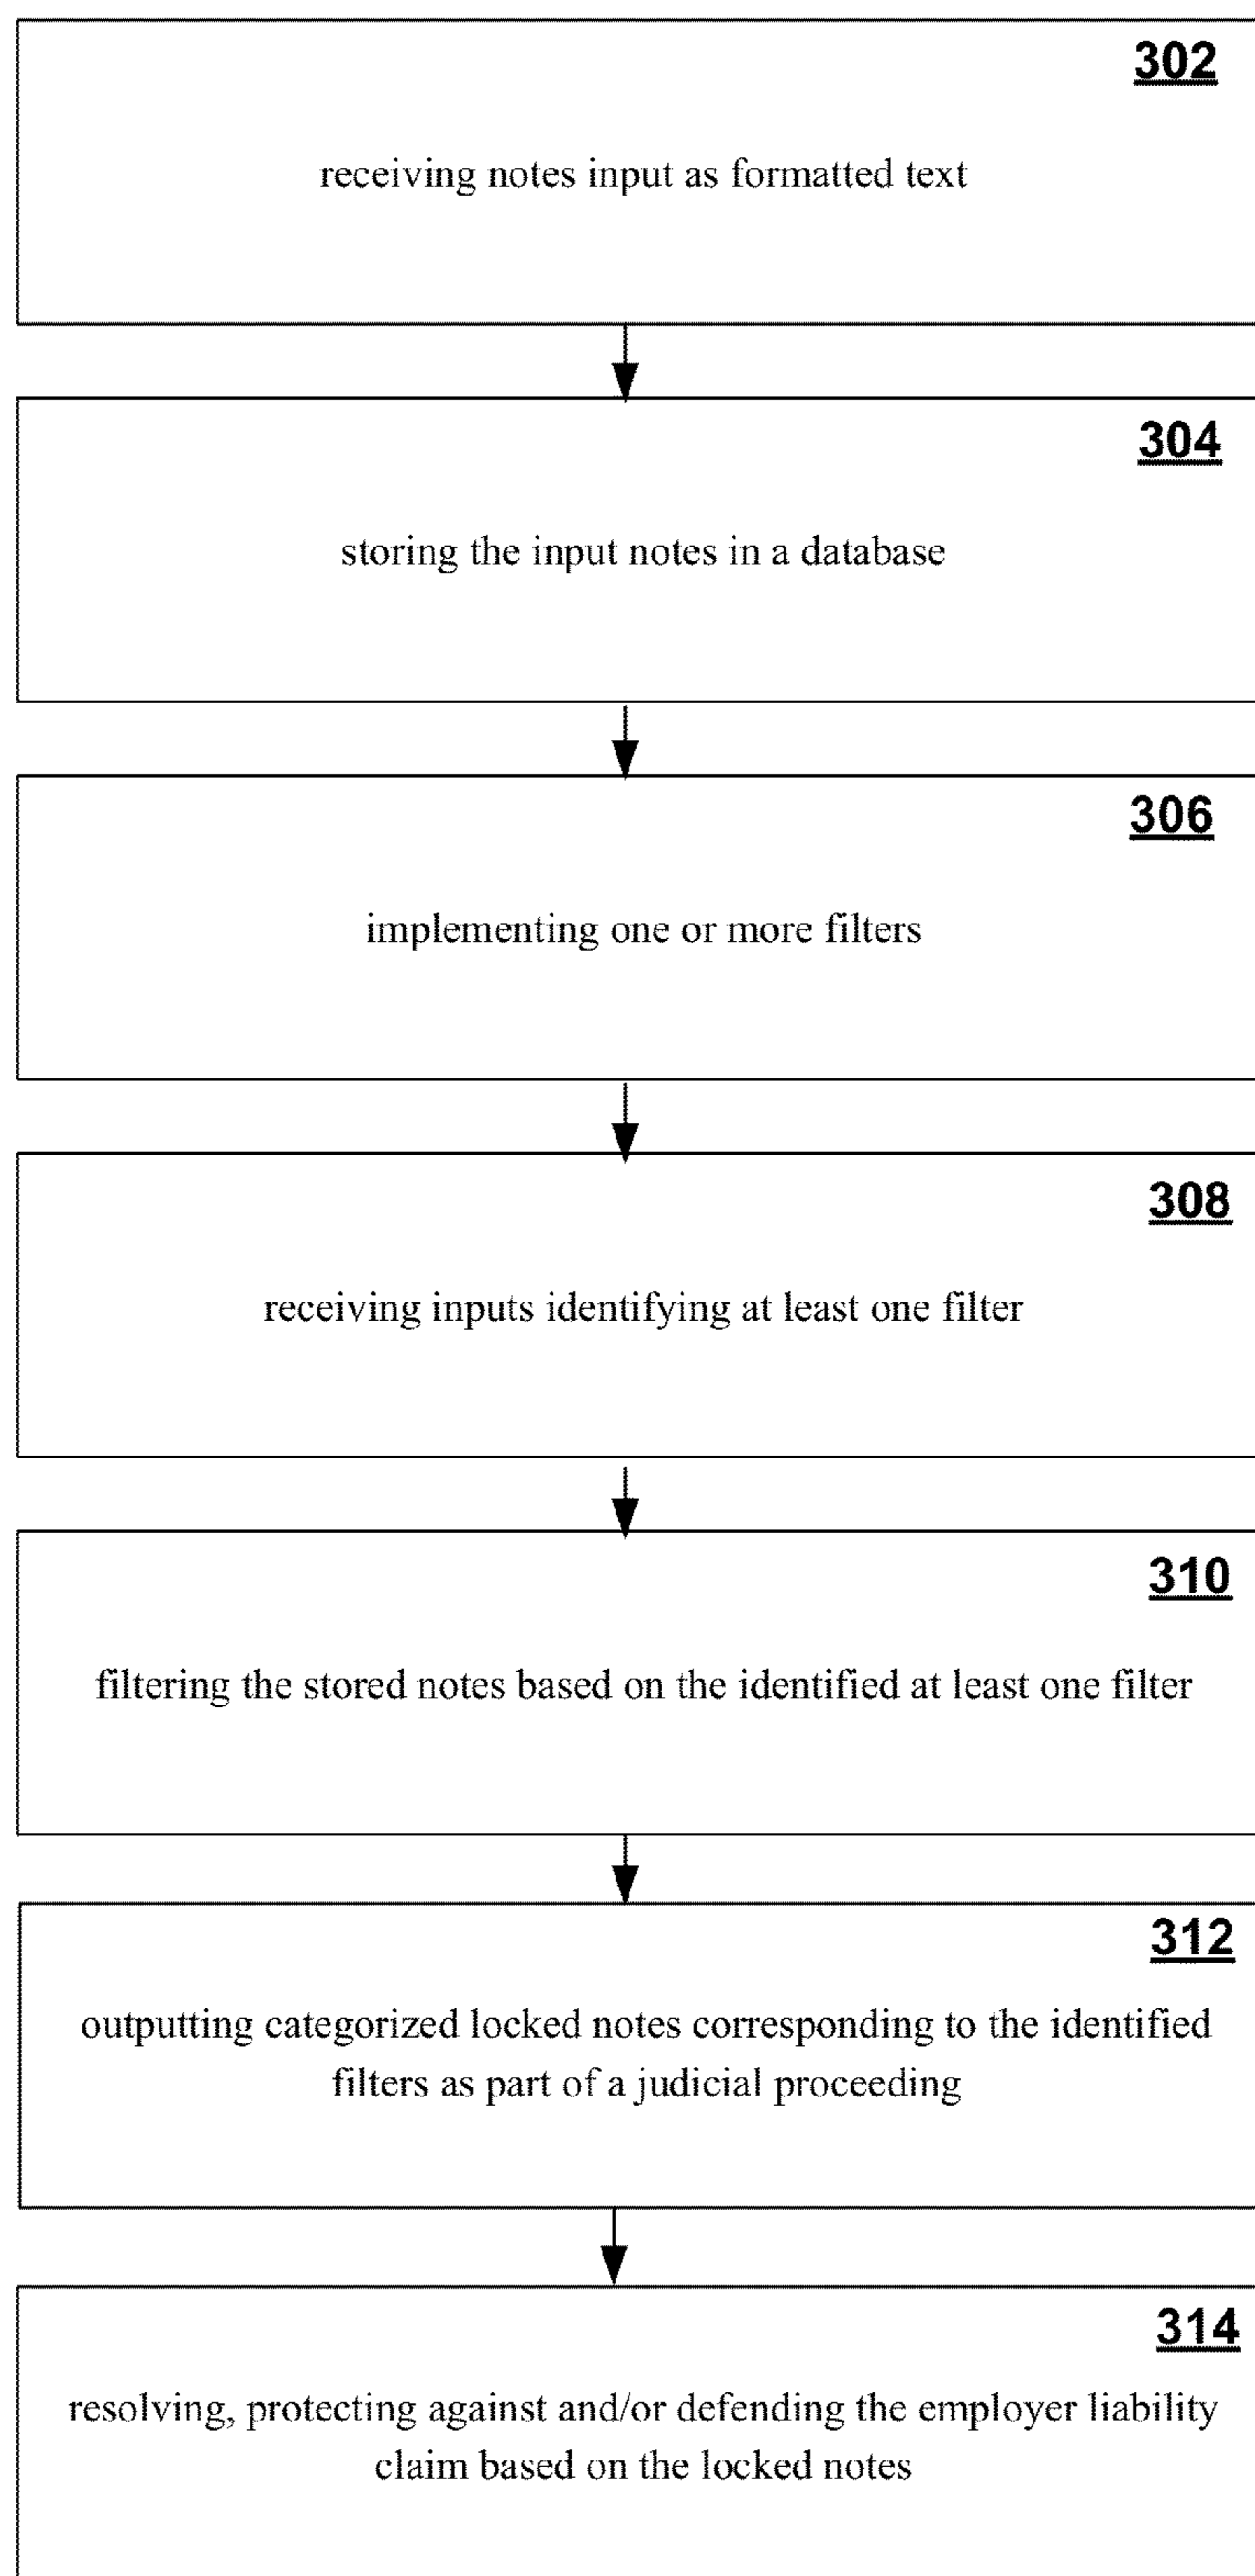 302
receiving notes input as formatted text
304
storing the input notes in a database
306
implementing one or more filters
308
receiving inputs identifying at least one filter
310
filtering the stored notes based on the identified at least one filter
312
outputting categorized locked notes corresponding to the identified
filters as part of a judicial proceeding
314
resolving, protecting against and/or defending the employer liability
claim based on the locked notes